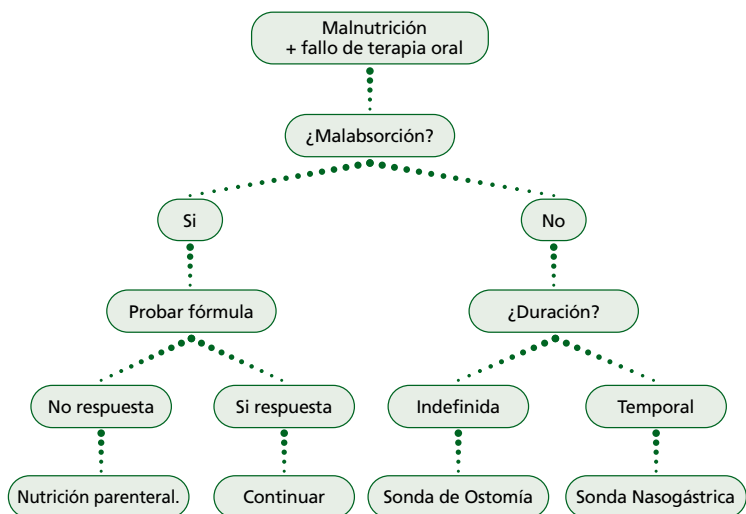 Malnutrición
+ fallo de terapia oral
¿Malabsorción?
Si
No
Probar fórmula
¿Duración?
No respuesta
Si respuesta
Indefinida
Temporal
Nutrición parenteral.
Continuar
Sonda de Ostomía
Sonda Nasogástrica